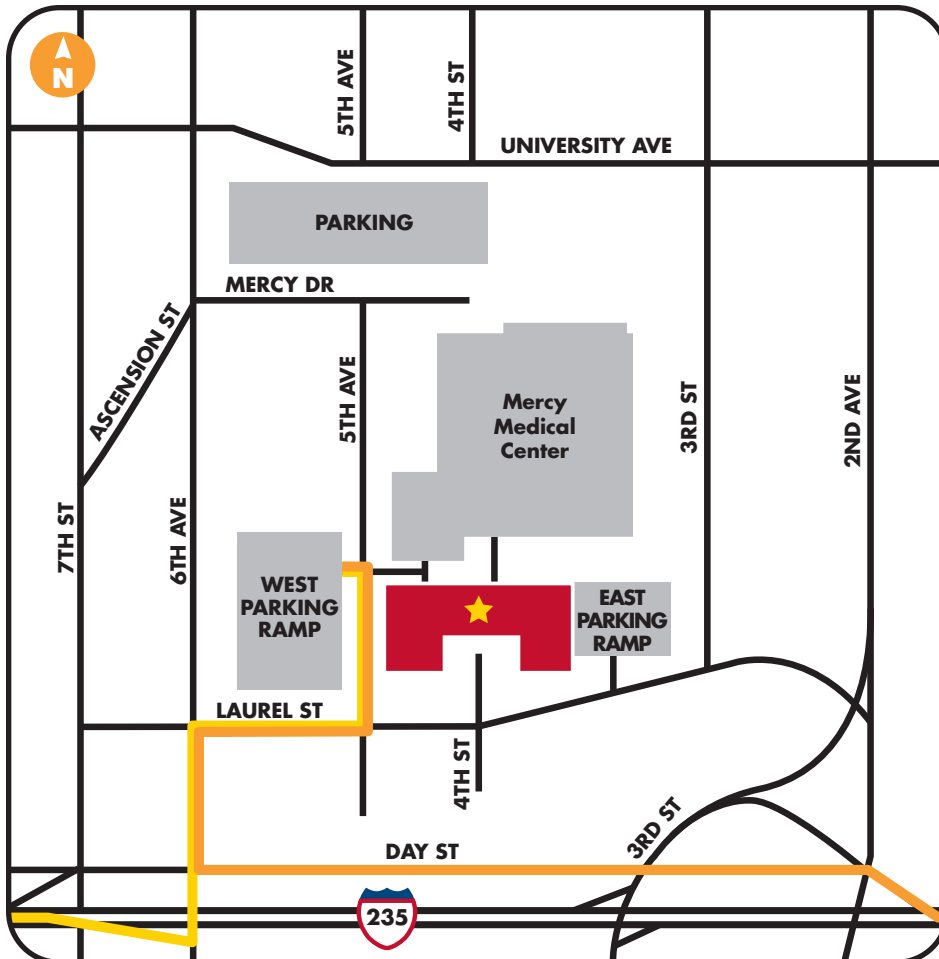 N
5TH AVE
4TH ST
UNIVERSITY AVE
PARKING
MERCY DR
ASCENSION ST
5TH AVE
Mercy
Medical
Center
3RD ST
2ND AVE
7TH ST
6TH AVE
WEST
PARKING
RAMP
EAST
PARKING
RAMP
LAUREL ST
4TH ST
3RD ST
DAY ST
235